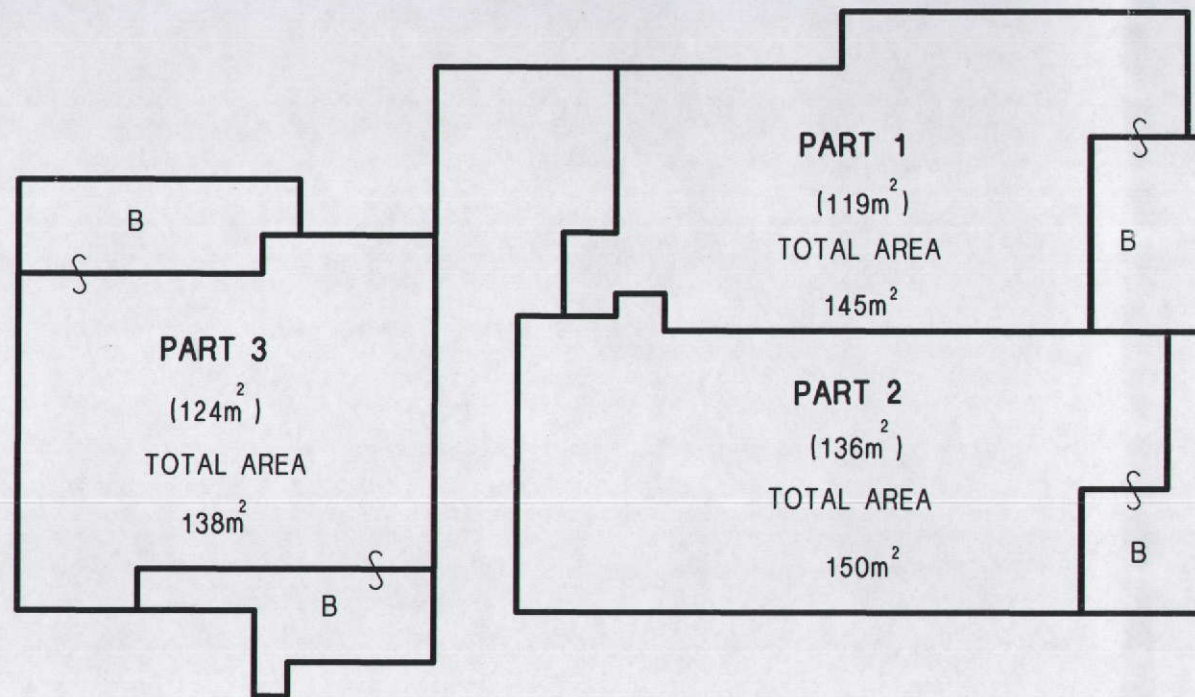 PART 1
(119m²)
TOTAL AREA
145m²
B
B
PART 3
(124m²)
TOTAL AREA
138m²
B
PART 2
(136m²)
TOTAL AREA
150m²
B